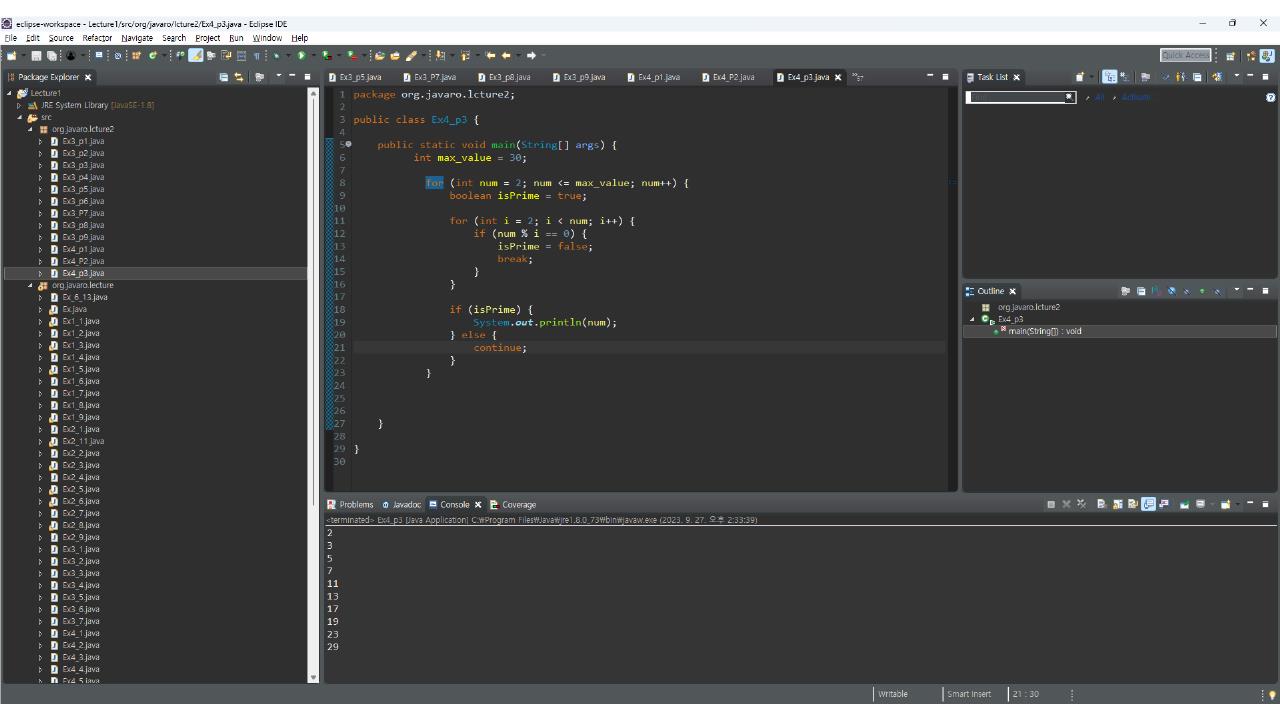 eclipse-workspace - Lecture1/src/org/javaro/lcture2/Ex4_p3.java - Eclipse IDE
File Edit Source Refactor Navigate Search Project Run Window Help
Quick Access
Package Explorer
Lecture1
JRE System Library [JavaSE-1.8]
src
org.javaro.lcture2
Ex3_p1.java
Ex3_p2.java
Ex3_p3.java
Ex3_p4.java
Ex3_p5.java
Ex3_p6.java
Ex3_P7.java
Ex3_p8.java
Ex3_p9.java
Ex4_p1.java
Ex4_P2.java
Ex4_p3.java
org.javaro.lecture
Ex_6_13.java
Ex.java
Ex1_1.java
Ex1_2.java
Ex1_3.java
Ex1_4.java
Ex1_5.java
Ex1_6.java
Ex1_7.java
Ex1_8.java
Ex1_9.java
Ex2_1.java
Ex2_11.java
Ex2_2.java
Ex2_3.java
Ex2_4.java
Ex2_5.java
Ex2_6.java
Ex2_7.java
Ex2_8.java
Ex2_9.java
Ex3_1.java
Ex3_2.java
Ex3_3.java
Ex3_4.java
Ex3_5.java
Ex3_6.java
Ex3_7.java
Ex4_1.java
Ex4_2.java
Ex4_3.java
Ex4_4.java
Ex4_5.java
Ex3_p5.java Ex3_P7.java Ex3_p8.java Ex3_p9.java Ex4_p1.java Ex4_P2.java Ex4_p3.java
1 package org.javaro.lcture2;
2
3 public class Ex4_p3 {
4
5 public static void main(String[] args) {
6 int max_value = 30;
7
8 for (int num = 2; num <= max_value; num++) {
9 boolean isPrime = true;
10
11 for (int i = 2; i < num; i++) {
12 if (num % i == 0) {
13 isPrime = false;
14 break;
15 }
16 }
17
18 if (isPrime) {
19 System.out.println(num);
20 } else {
21 continue;
22 }
23 }
24
25
26
27 }
28
29 }
30
Task List
All Activate
Outline
org.javaro.lcture2
Ex4_p3
main(String[]) : void
Problems Javadoc Console Coverage
<terminated> Ex4_p3 [Java Application] C:₩Program Files₩Java₩jre1.8.0_73₩bin₩javaw.exe (2023. 9. 27. 오후 2:33:39)
2
3
5
7
11
13
17
19
23
29
Writable Smart Insert 21 : 30